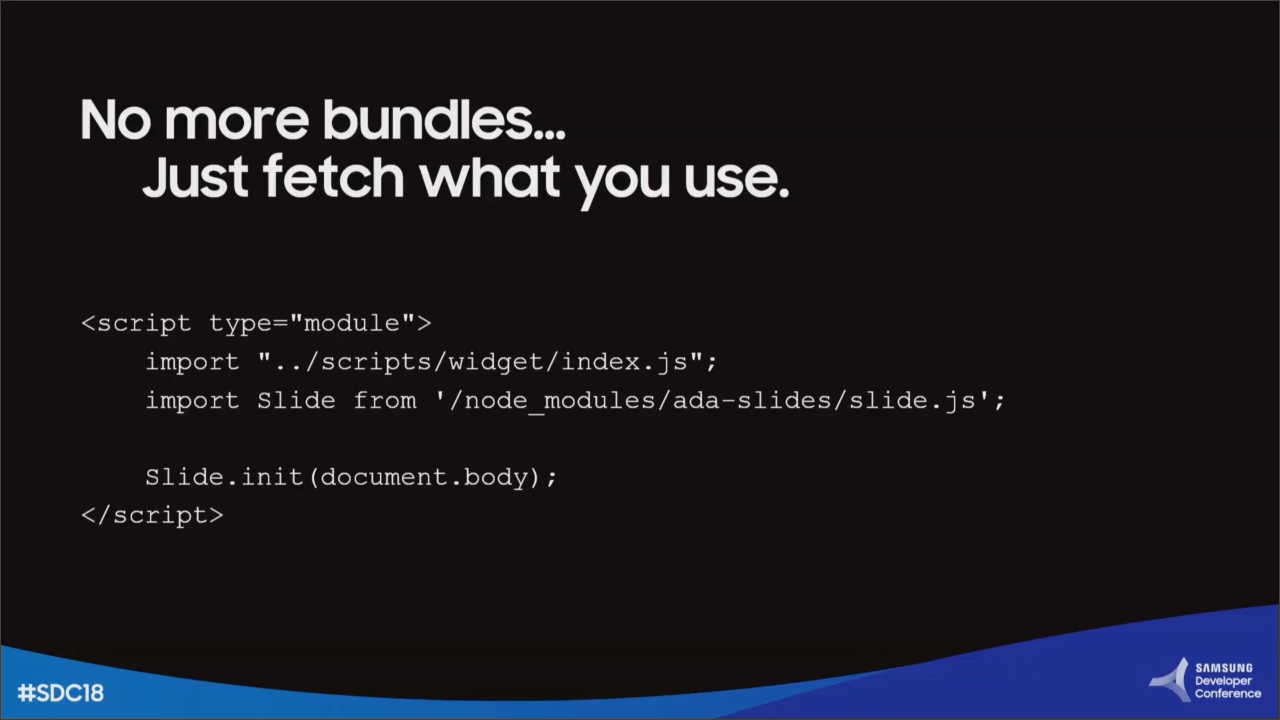 No more bundles...
Just fetch what you use.
<script type="module">
    import "../scripts/widget/index.js";
    import Slide from '/node_modules/ada-slides/slide.js';

    Slide.init(document.body);
</script>
#SDC18
SAMSUNG
Developer
Conference